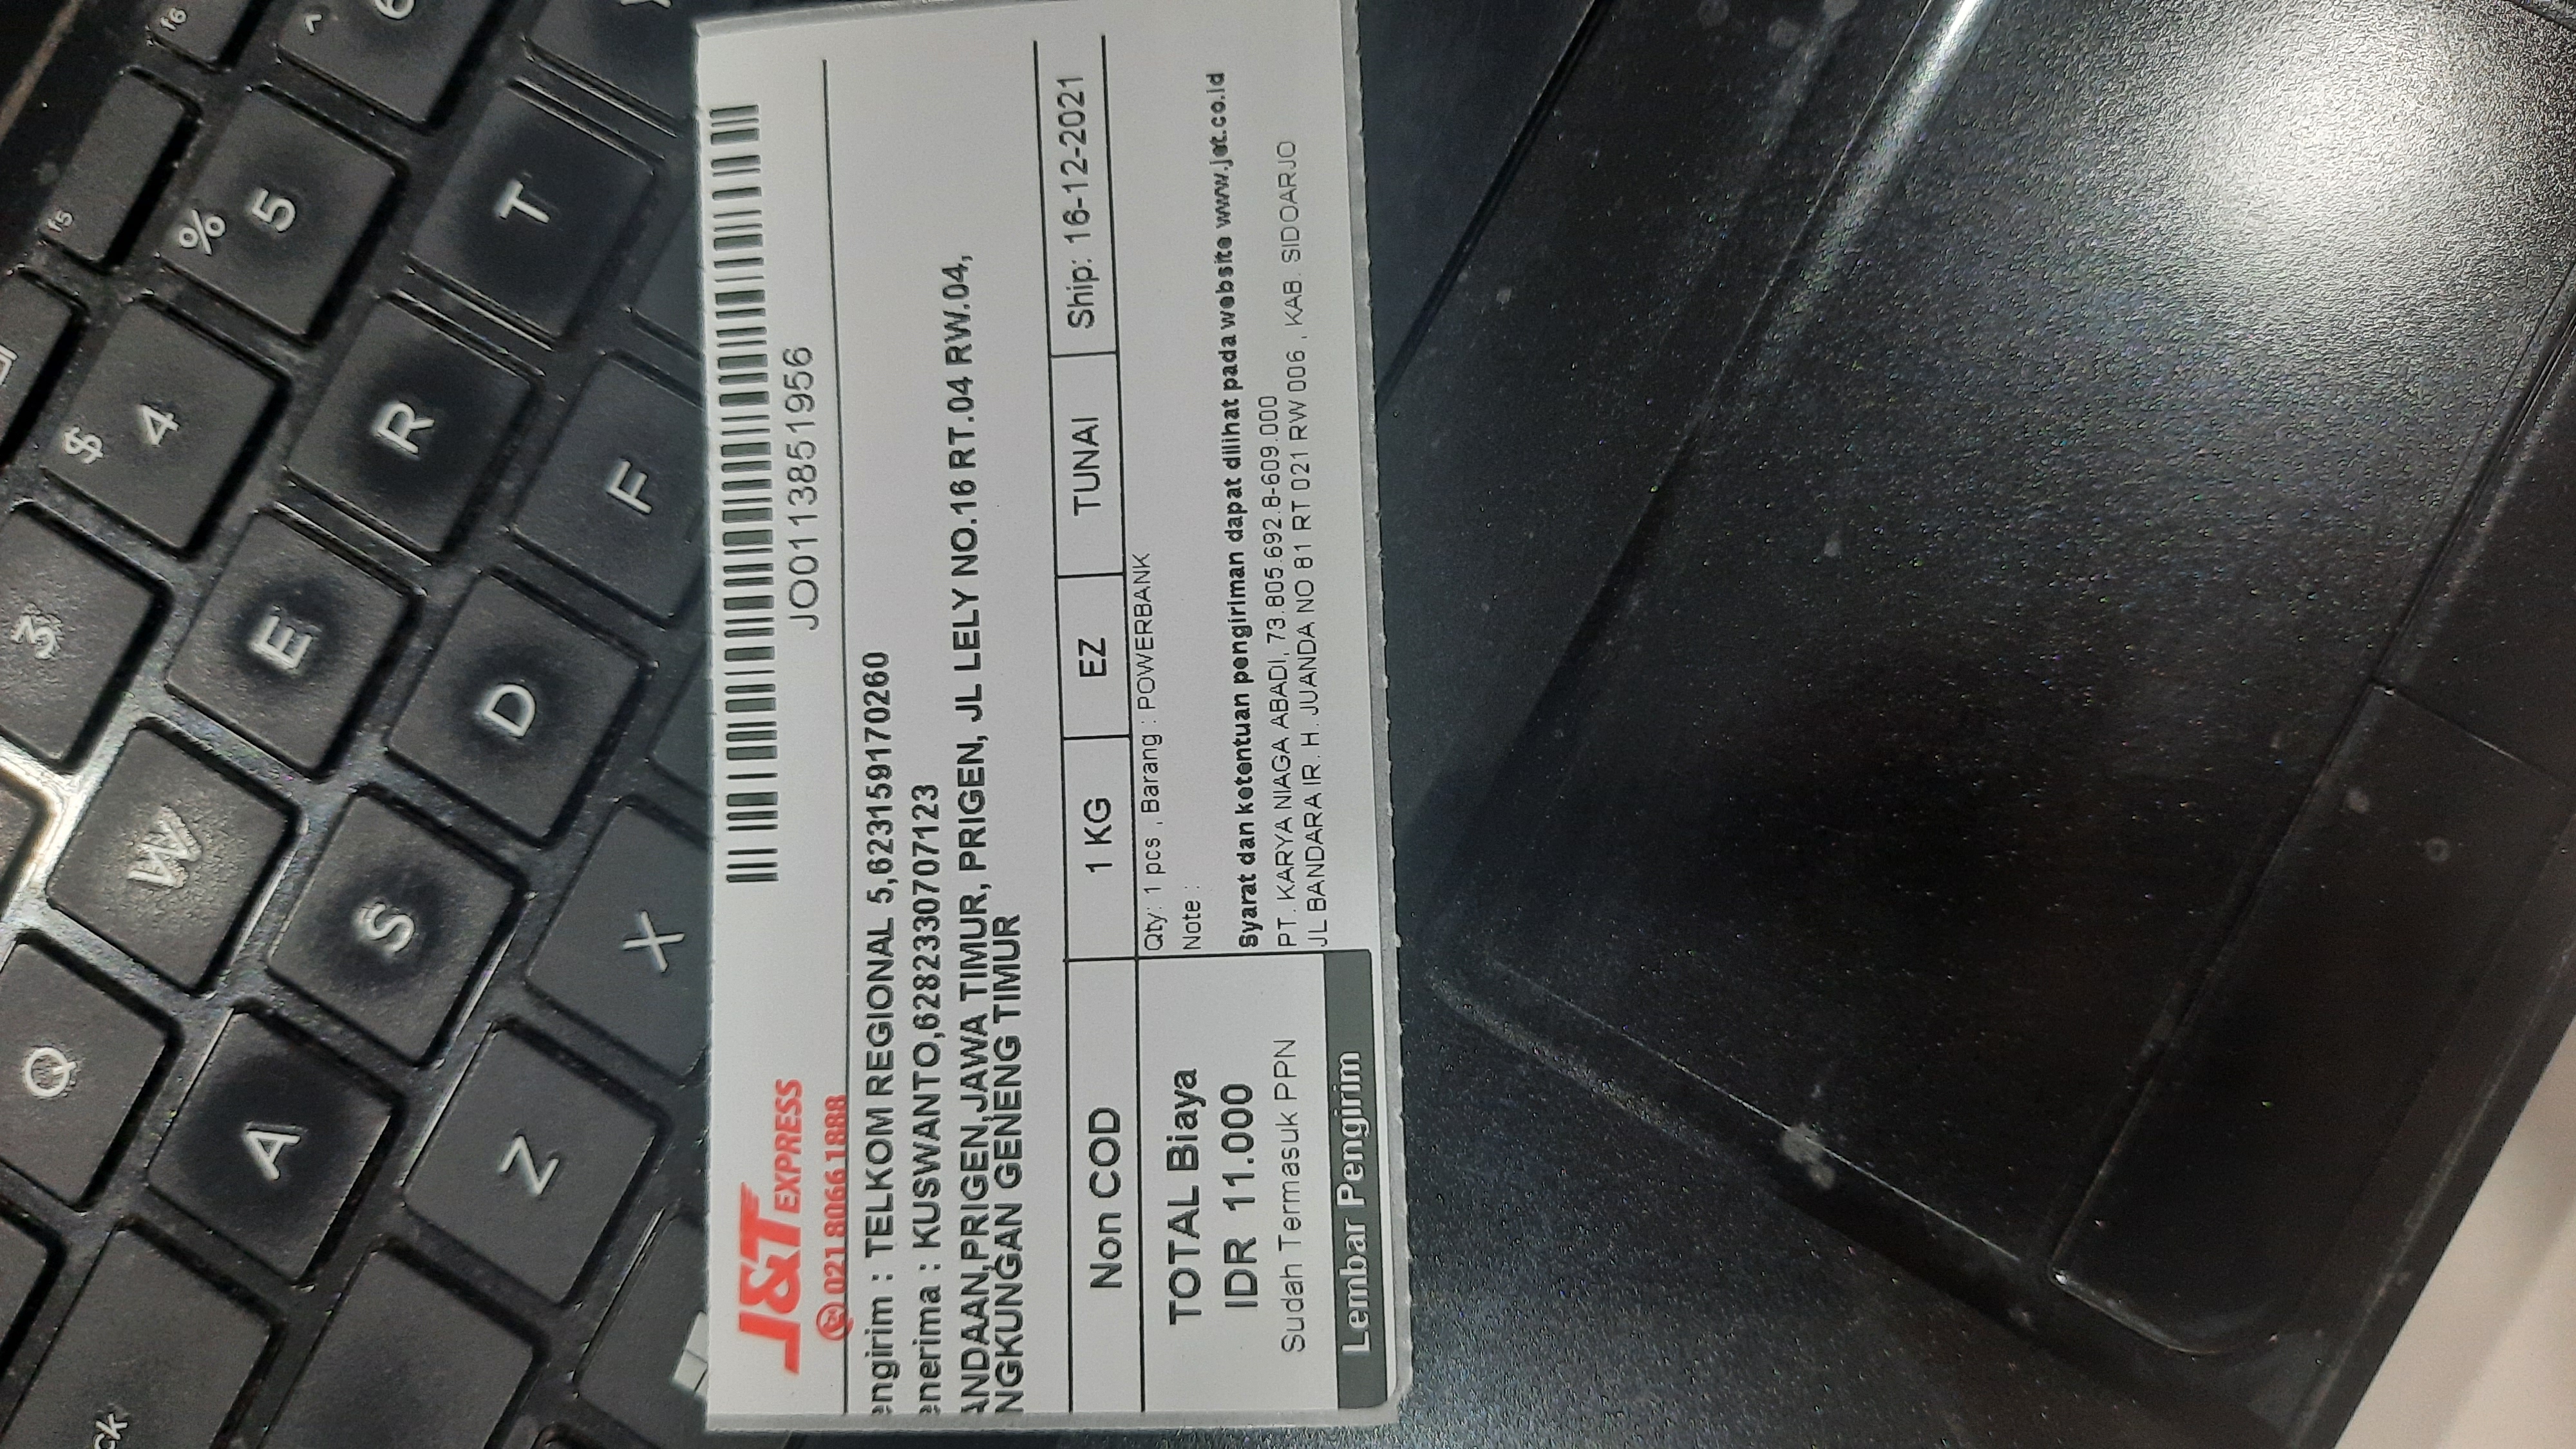 Q
3
$
4
f5
ck
W
%
5
f6
A
E
^
6
S
R
Z
D
T
X
F
J&T EXPRESS
021 8066 1888
JO0113851956
engirim : TELKOM REGIONAL 5,623159170260
enerima : KUSWANTO,6282330707123
ANDAAN,PRIGEN,JAWA TIMUR, PRIGEN, JL LELY NO.16 RT.04 RW.04,
NGKUNGAN GENENG TIMUR
Non COD
1 KG
EZ
TUNAI
Ship: 16-12-2021
TOTAL Biaya
IDR 11.000
Sudah Termasuk PPN
Lembar Pengirim
Qty: 1 pcs , Barang : POWERBANK
Note :
Syarat dan ketentuan pengiriman dapat dilihat pada website www.jet.co.id
PT. KARYA NIAGA ABADI, 73.805.692.8-609.000
JL BANDARA IR. H. JUANDA NO 81 RT 021 RW 006 , KAB. SIDOARJO